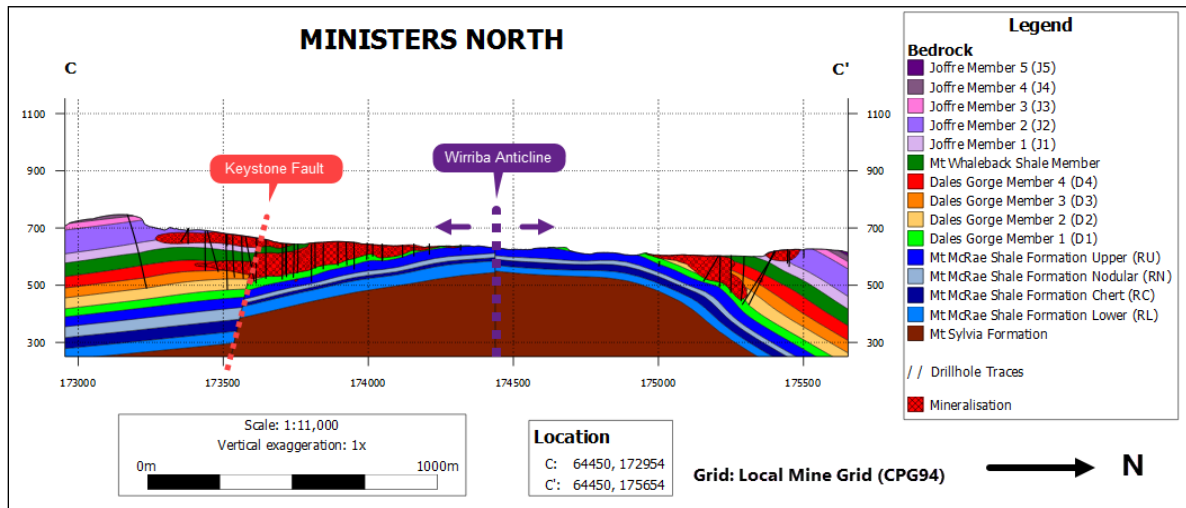 MINISTERS NORTH
C
C'
1100
900
700
500
300
1100
900
700
500
300
Keystone Fault
Wirriba Anticline
173000
173500
174000
174500
175000
175500
Legend
Bedrock
Joffre Member 5 (J5)
Joffre Member 4 (J4)
Joffre Member 3 (J3)
Joffre Member 2 (J2)
Joffre Member 1 (J1)
Mt Whaleback Shale Member
Dales Gorge Member 4 (D4)
Dales Gorge Member 3 (D3)
Dales Gorge Member 2 (D2)
Dales Gorge Member 1 (D1)
Mt McRae Shale Formation Upper (RU)
Mt McRae Shale Formation Nodular (RN)
Mt McRae Shale Formation Chert (RC)
Mt McRae Shale Formation Lower (RL)
Mt Sylvia Formation
Drillhole Traces
Mineralisation
Scale: 1:11,000
Vertical exaggeration: 1x
0m
1000m
Location
C: 64450, 172954
C': 64450, 175654
Grid: Local Mine Grid (CPG94)
N